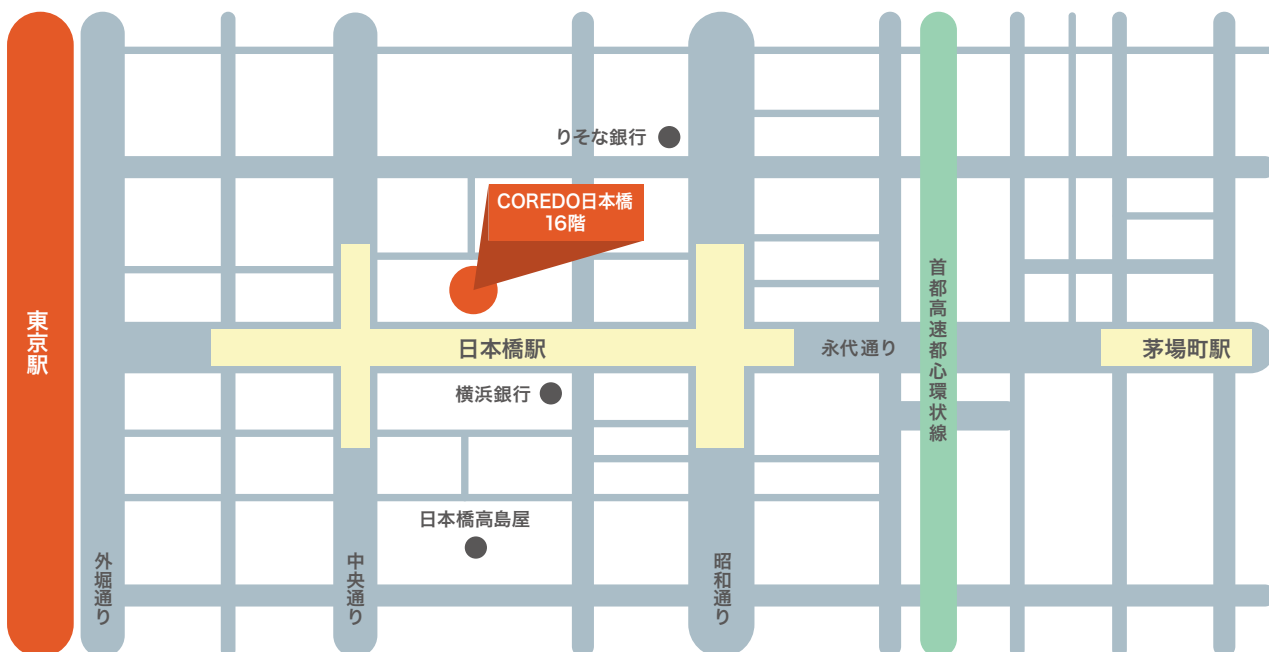 りそな銀行
COREDO日本橋
16階
東京駅
首都高速都心環状線
日本橋駅
永代通り
茅場町駅
横浜銀行
日本橋高島屋
外堀通り
中央通り
昭和通り